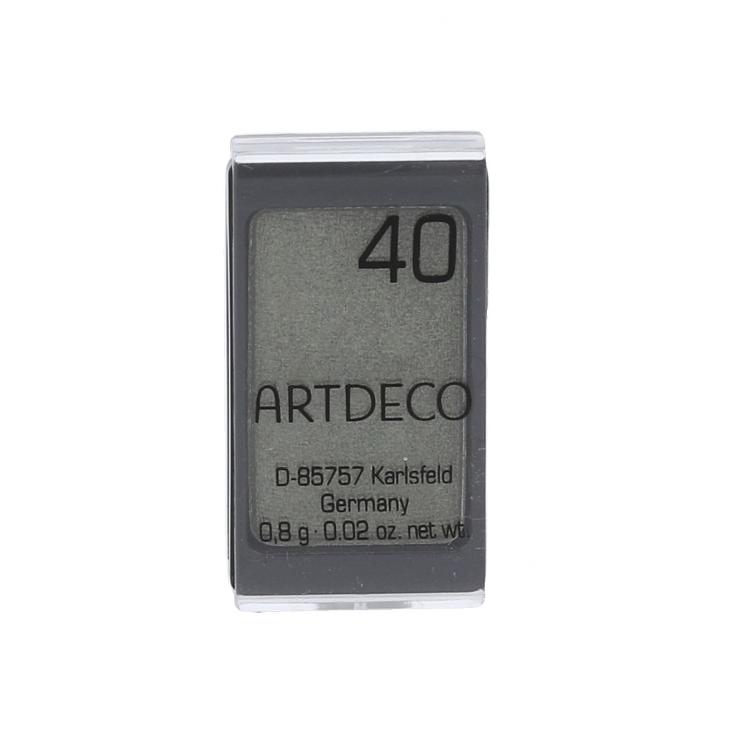 40
ARTDECO
D-85757 Karlsfeld
Germany
0,8 g · 0.02 oz. net wt.